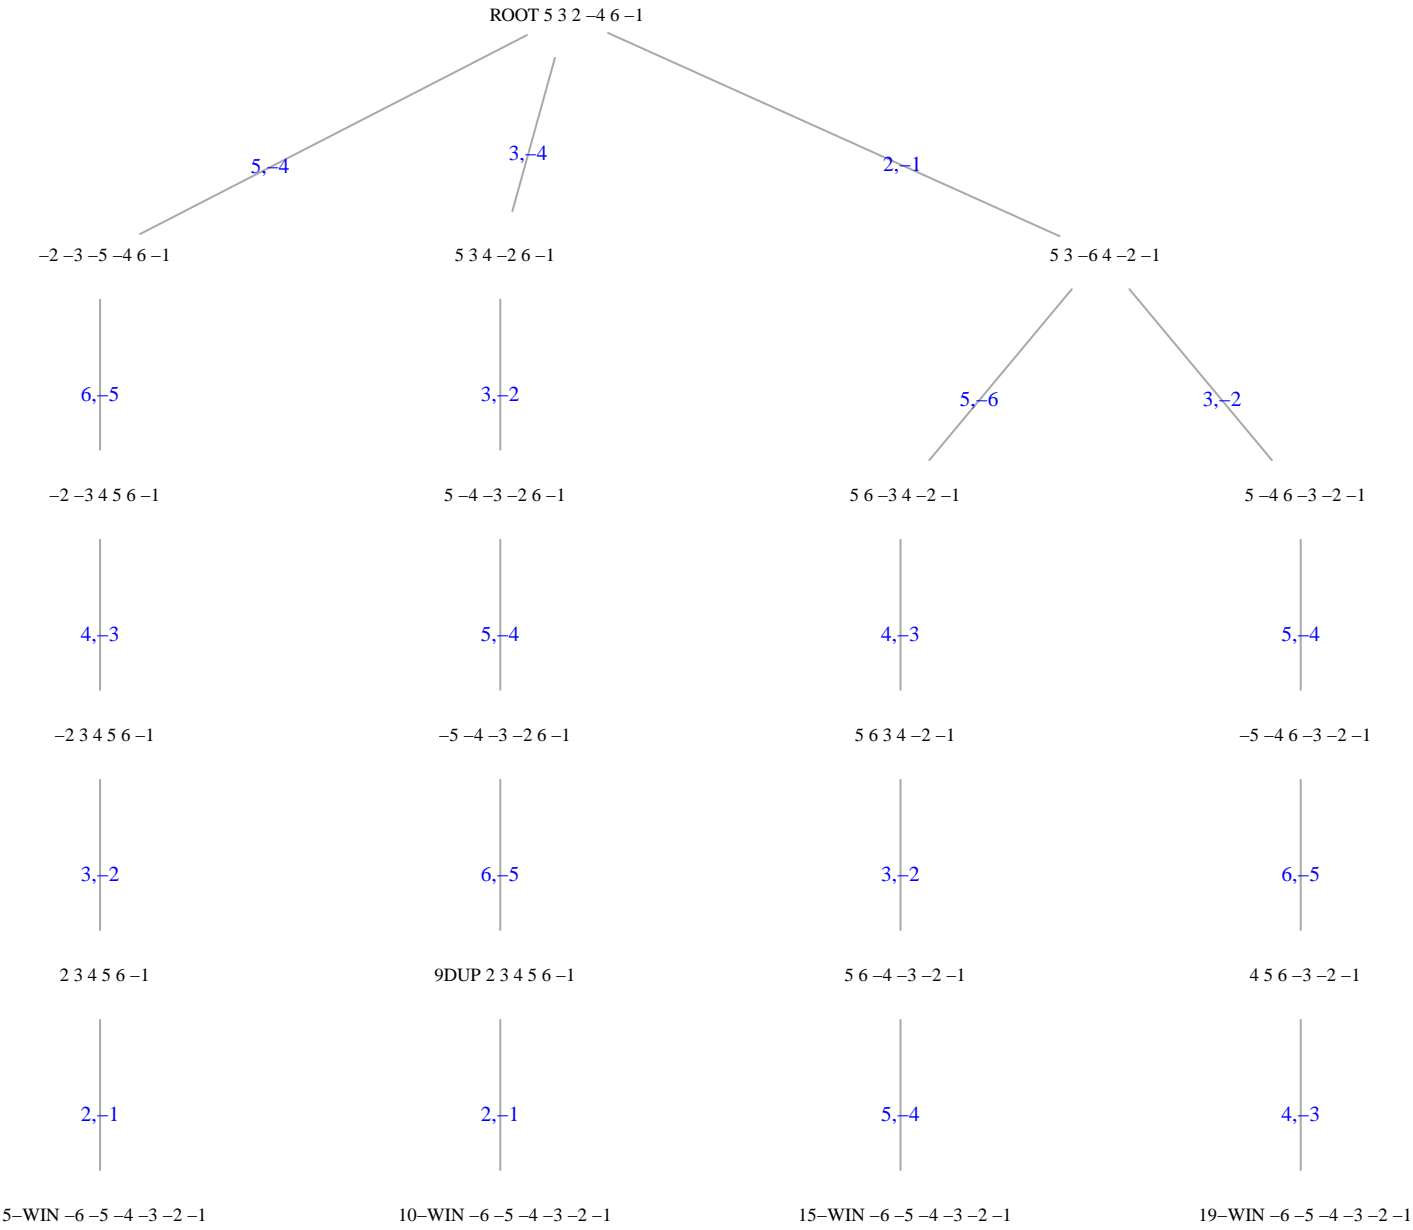 ROOT 5 3 2 –4 6 –1
5,–4
3,–4
2,–1
–2 –3 –5 –4 6 –1
5 3 4 –2 6 –1
5 3 –6 4 –2 –1
6,–5
3,–2
5,–6
3,–2
–2 –3 4 5 6 –1
5 –4 –3 –2 6 –1
5 6 –3 4 –2 –1
5 –4 6 –3 –2 –1
4,–3
5,–4
4,–3
5,–4
–2 3 4 5 6 –1
–5 –4 –3 –2 6 –1
5 6 3 4 –2 –1
–5 –4 6 –3 –2 –1
3,–2
6,–5
3,–2
6,–5
2 3 4 5 6 –1
9DUP 2 3 4 5 6 –1
5 6 –4 –3 –2 –1
4 5 6 –3 –2 –1
2,–1
2,–1
5,–4
4,–3
5–WIN –6 –5 –4 –3 –2 –1
10–WIN –6 –5 –4 –3 –2 –1
15–WIN –6 –5 –4 –3 –2 –1
19–WIN –6 –5 –4 –3 –2 –1